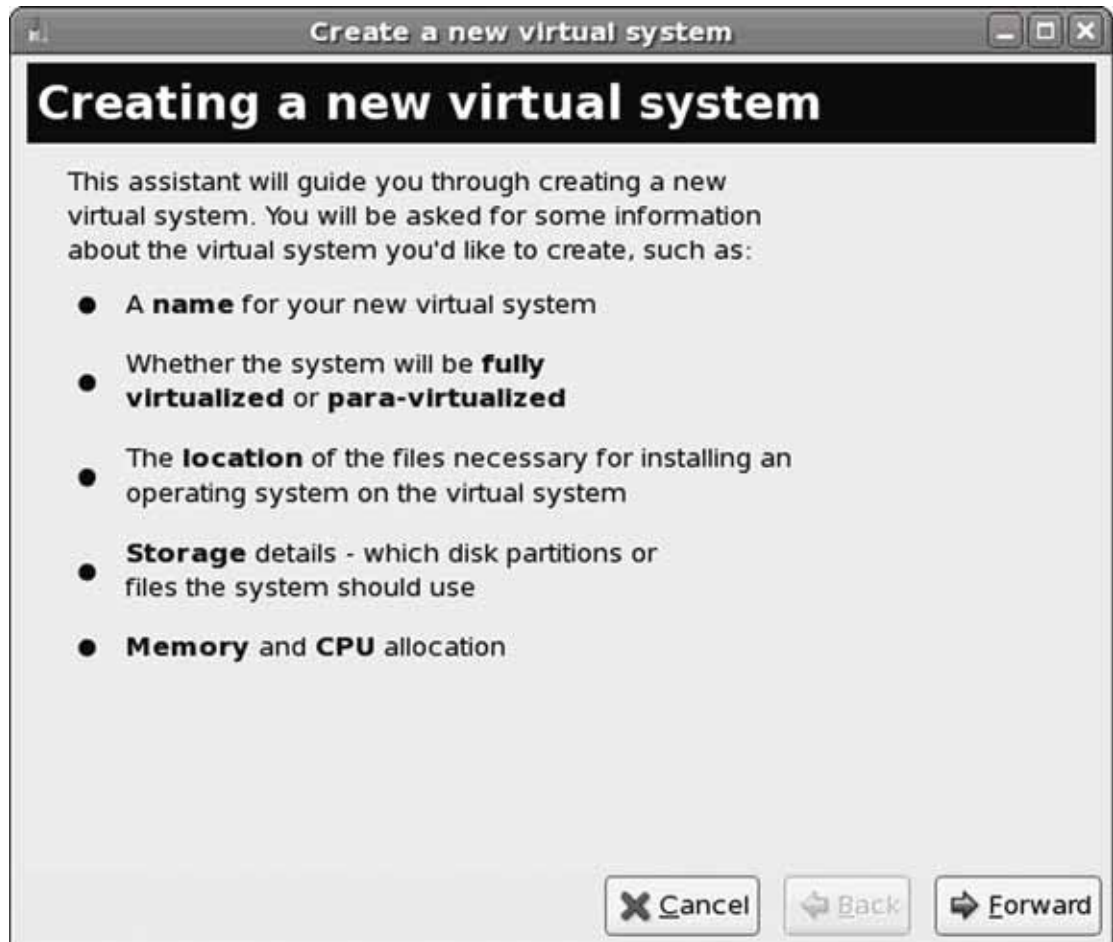 Create a new virtual system
Creating a new virtual system
This assistant will guide you through creating a new
virtual system. You will be asked for some information
about the virtual system you'd like to create, such as:
● A name for your new virtual system
● Whether the system will be fully
virtualized or para-virtualized
● The location of the files necessary for installing an
operating system on the virtual system
● Storage details - which disk partitions or
files the system should use
● Memory and CPU allocation
Cancel
Back
Forward